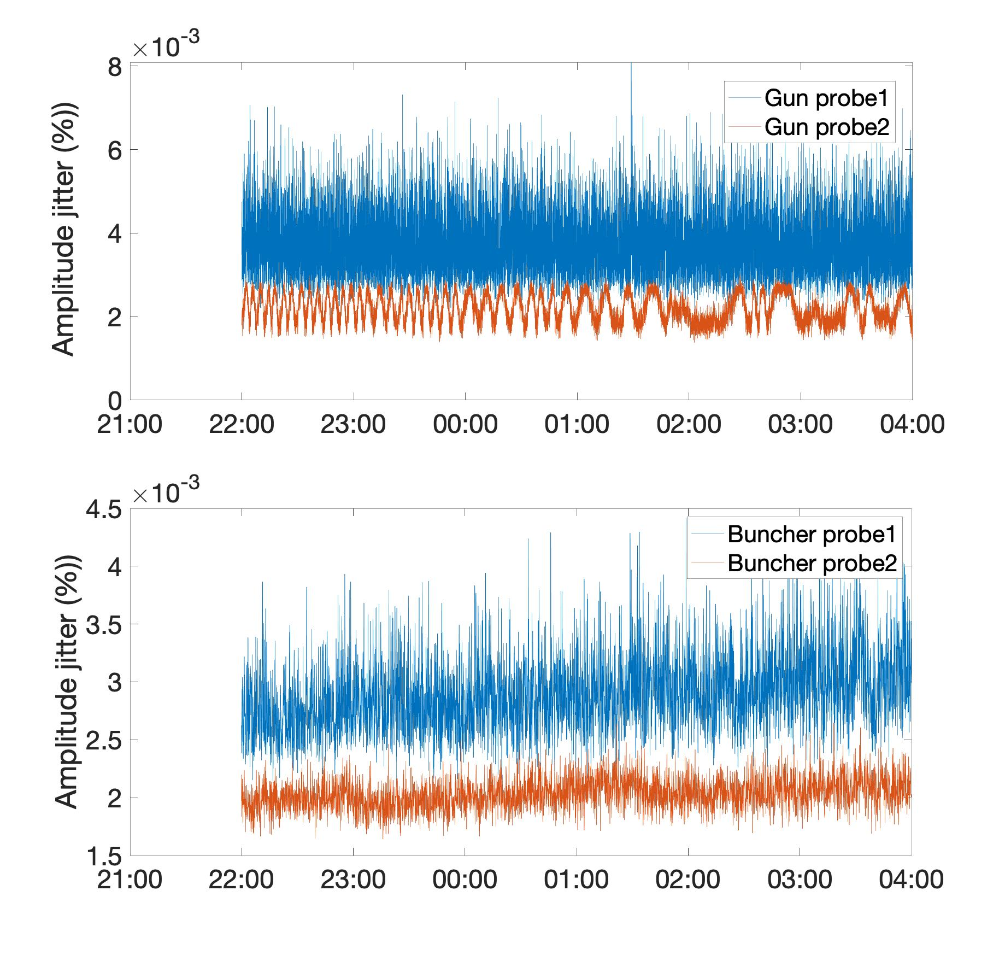 ×10-3
8
6
4
2
0
Amplitude jitter (%))
Gun probe1
Gun probe2
21:00 22:00 23:00 00:00 01:00 02:00 03:00 04:00
×10-3
4.5
4
3.5
3
2.5
2
1.5
Amplitude jitter (%))
Buncher probe1
Buncher probe2
21:00 22:00 23:00 00:00 01:00 02:00 03:00 04:00